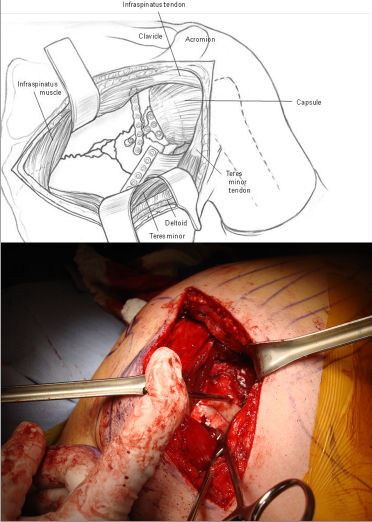 Infraspinatus tendon
Clavicle
Acromion
Infraspinatus
muscle
Capsule
Teres
minor
tendon
Deltoid
Teres minor